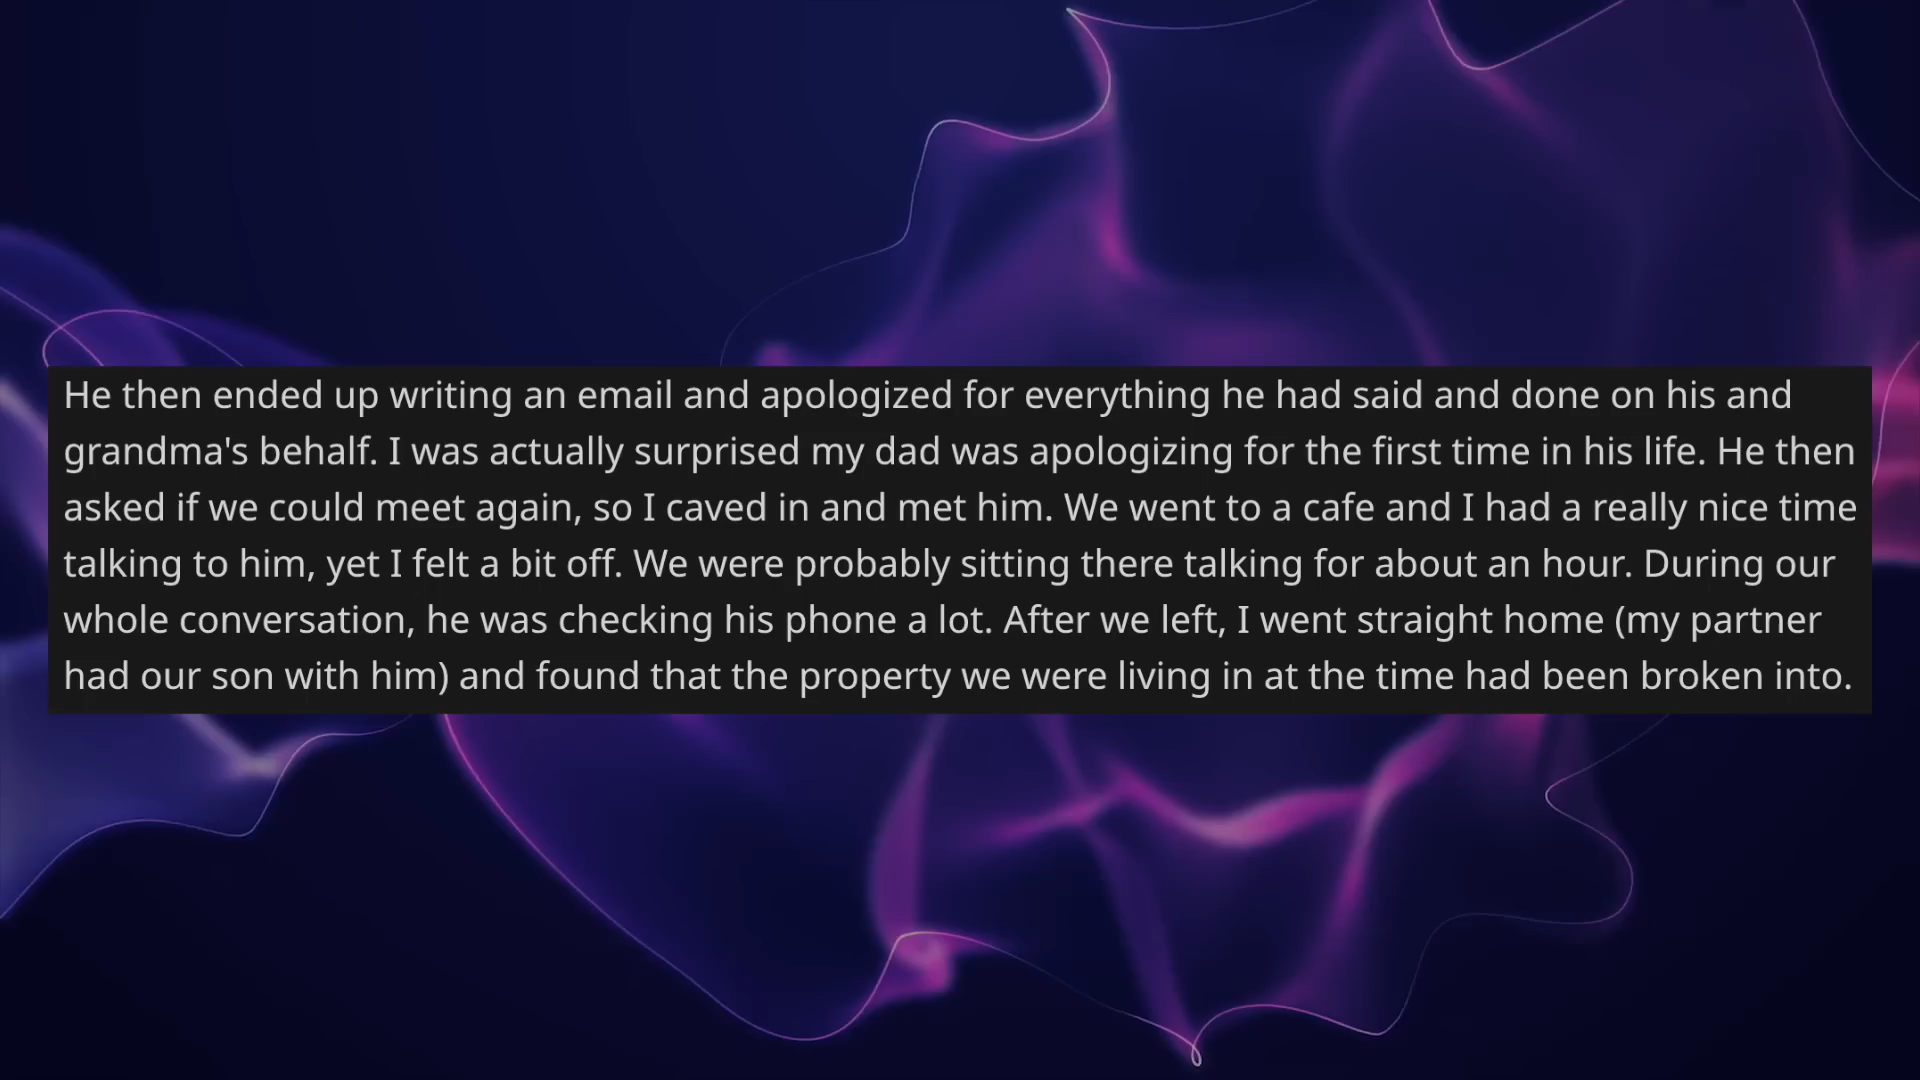 He then ended up writing an email and apologized for everything he had said and done on his and
grandma's behalf. I was actually surprised my dad was apologizing for the first time in his life. He then
asked if we could meet again, so I caved in and met him. We went to a cafe and I had a really nice time
talking to him, yet I felt a bit off. We were probably sitting there talking for about an hour. During our
whole conversation, he was checking his phone a lot. After we left, I went straight home (my partner
had our son with him) and found that the property we were living in at the time had been broken into.